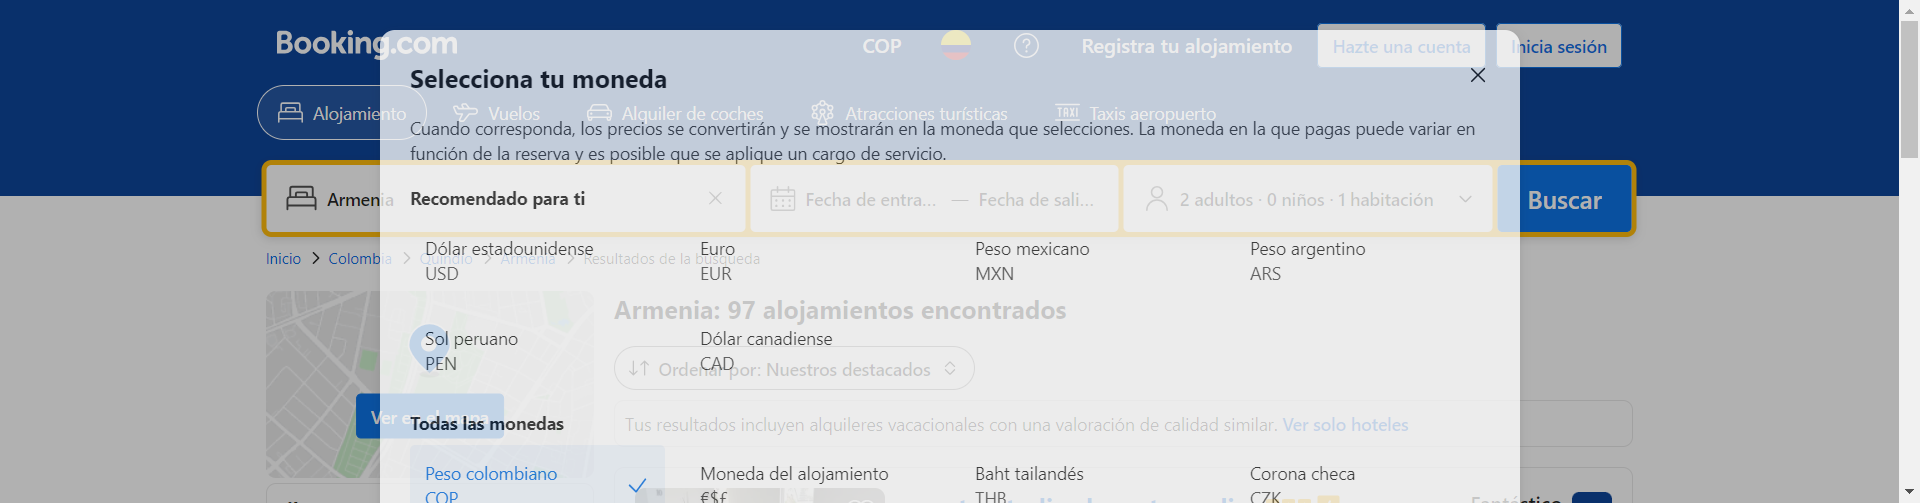 Booking.com
COP
Registra tu alojamiento
Hazte una cuenta
Inicia sesión
Selecciona tu moneda
Alojamiento
Vuelos
Alquiler de coches
Atracciones turísticas
TAXI
Taxis aeropuerto
Cuando corresponda, los precios se convertirán y se mostrarán en la moneda que selecciones. La moneda en la que pagas puede variar en
función de la reserva y es posible que se aplique un cargo de servicio.
Armenia
Recomendado para ti
Fecha de entra... — Fecha de sali...
2 adultos · 0 niños · 1 habitación
Buscar
Dólar estadounidense
USD
Euro
EUR
Peso mexicano
MXN
Peso argentino
ARS
Inicio
Colombia
Quindío
Armenia
Resultados de la búsqueda
Armenia: 97 alojamientos encontrados
Sol peruano
PEN
Dólar canadiense
CAD
Ordenar por: Nuestros destacados
Ver en el mapa
Todas las monedas
Tus resultados incluyen alquileres vacacionales con una valoración de calidad similar. Ver solo hoteles
Peso colombiano
COP
Moneda del alojamiento
€$£
Baht tailandés
THB
Corona checa
CZK
Fantástico